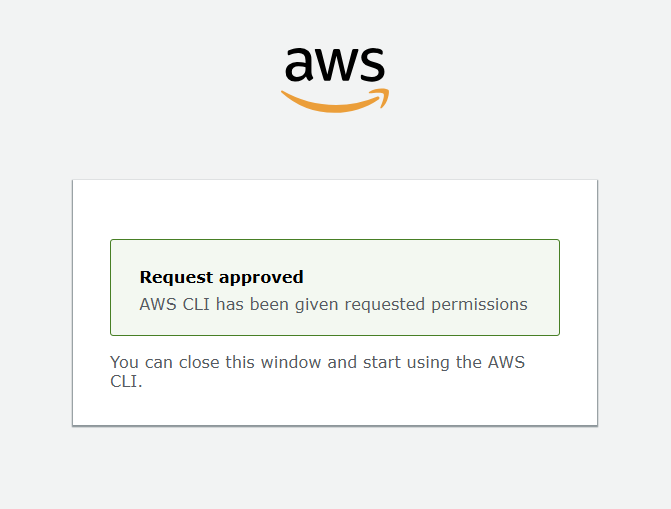 aws
Request approved
AWS CLI has been given requested permissions
You can close this window and start using the AWS
CLI.